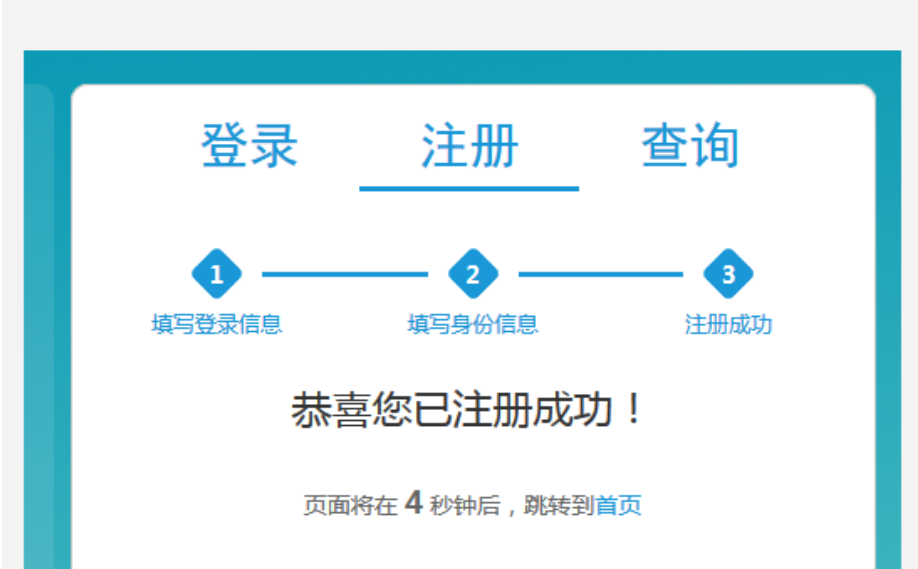 登录 注册 查询
1 2 3
填写登录信息 填写身份信息 注册成功
恭喜您已注册成功！
页面将在 4 秒钟后，跳转到首页